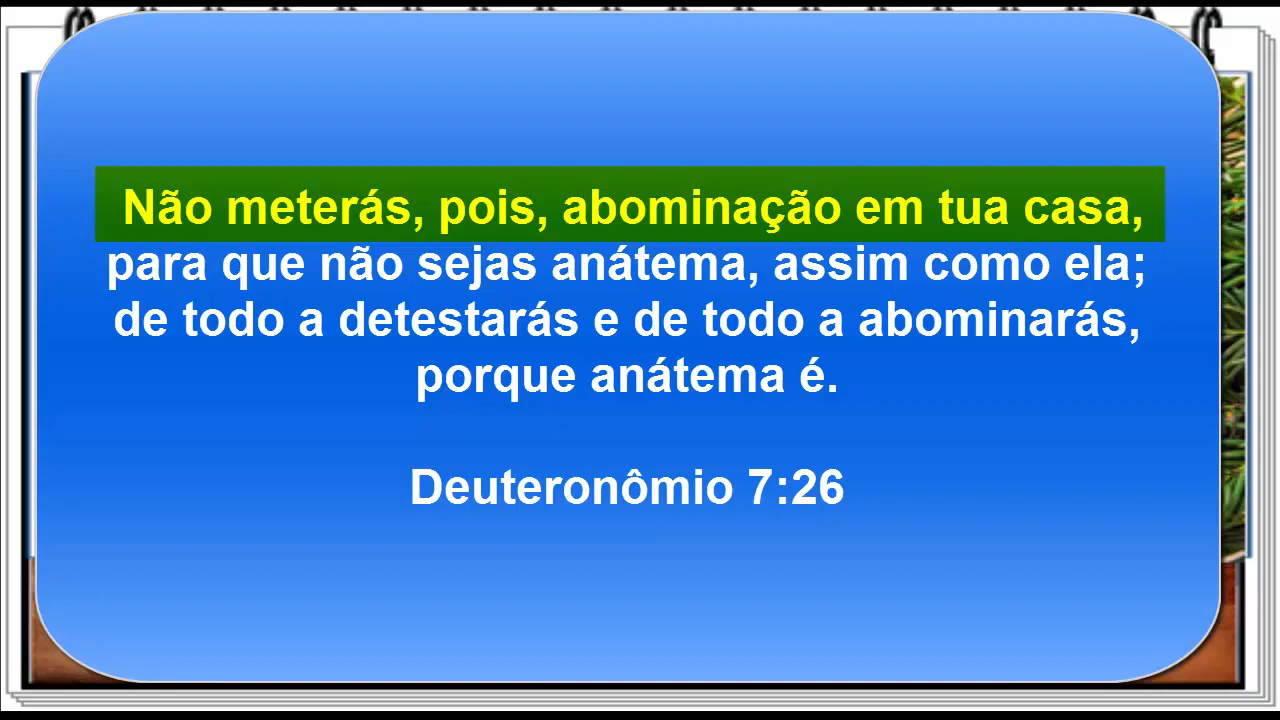 Não meterás, pois, abominação em tua casa,
para que não sejas anátema, assim como ela;
de todo a detestarás e de todo a abominarás,
porque anátema é.
Deuteronômio 7:26